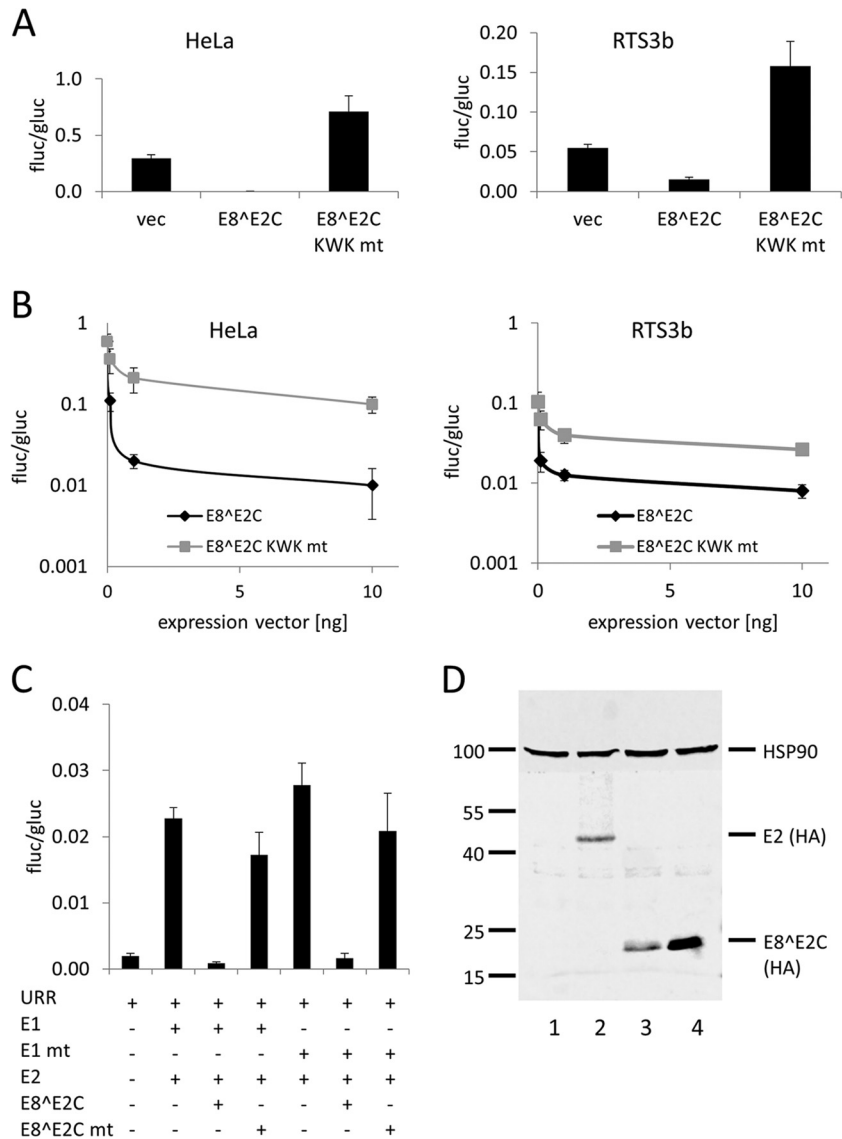 A
HeLa
fluc/gluc
1.0
0.5
0.0
vec
E8^E2C
E8^E2C
KWK mt
RTS3b
fluc/gluc
0.20
0.15
0.10
0.05
0.00
vec
E8^E2C
E8^E2C
KWK mt
B
HeLa
fluc/gluc
1
0.1
0.01
0.001
E8^E2C
E8^E2C KWK mt
0
5
10
expression vector [ng]
RTS3b
fluc/gluc
1
0.1
0.01
0.001
E8^E2C
E8^E2C KWK mt
0
5
10
expression vector [ng]
C
fluc/gluc
0.04
0.03
0.02
0.01
0.00
URR + + + + + + +
E1 - + + + - - -
E1 mt - - - - + + +
E2 - + + + + + +
E8^E2C - - + - - + -
E8^E2C mt - - - + - - +
D
100
55
40
25
15
HSP90
E2 (HA)
E8^E2C
(HA)
1 2 3 4